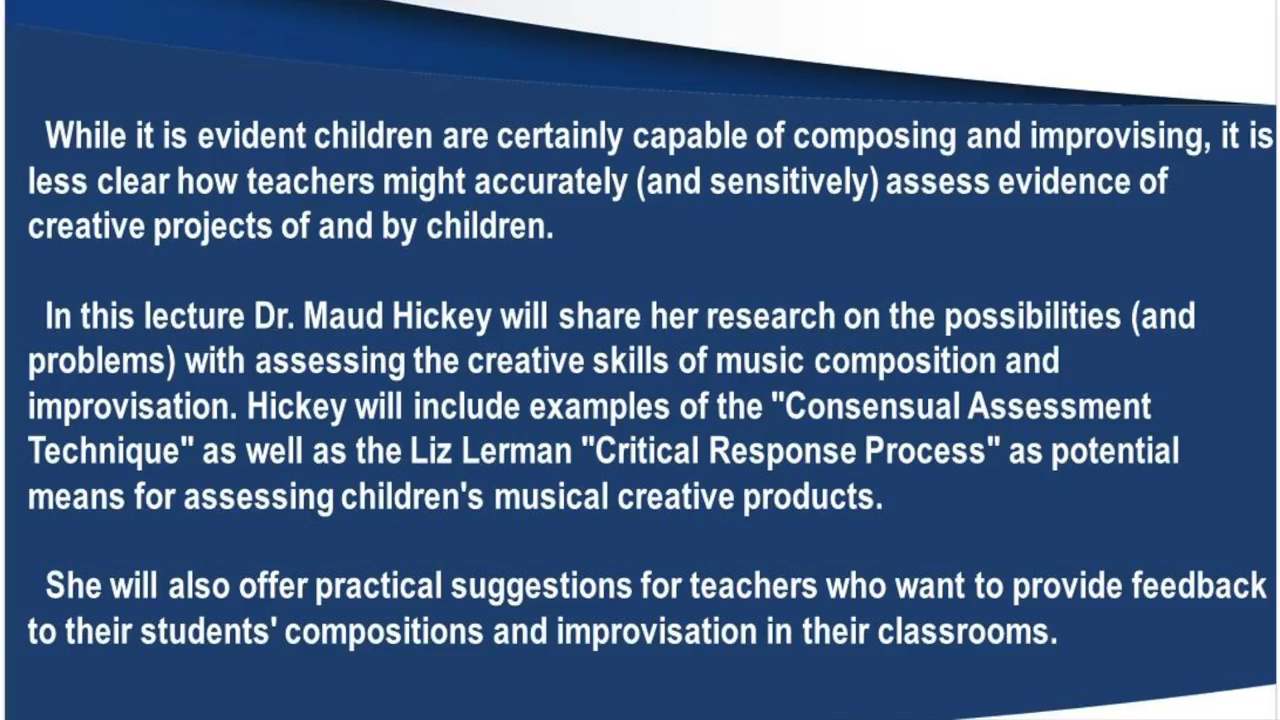 While it is evident children are certainly capable of composing and improvising, it is
less clear how teachers might accurately (and sensitively) assess evidence of
creative projects of and by children.
In this lecture Dr. Maud Hickey will share her research on the possibilities (and
problems) with assessing the creative skills of music composition and
improvisation. Hickey will include examples of the "Consensual Assessment
Technique" as well as the Liz Lerman "Critical Response Process" as potential
means for assessing children's musical creative products.
She will also offer practical suggestions for teachers who want to provide feedback
to their students' compositions and improvisation in their classrooms.